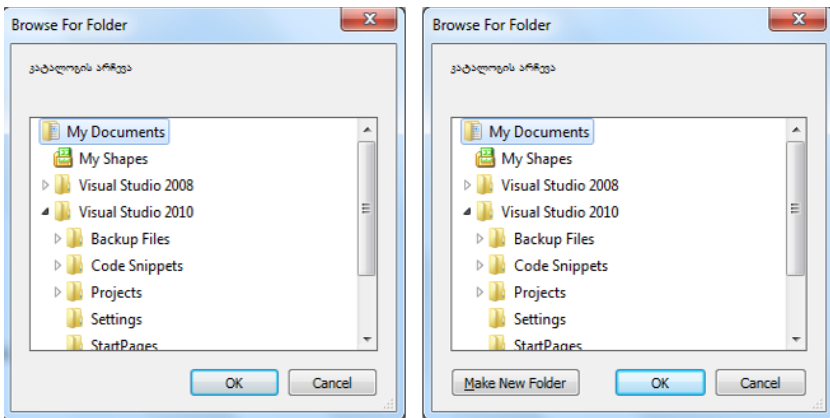 Browse For Folder
კატალოგის არჩევა
My Documents
My Shapes
Visual Studio 2008
Visual Studio 2010
Backup Files
Code Snippets
Projects
Settings
StartPages
OK Cancel
Browse For Folder
კატალოგის არჩევა
My Documents
My Shapes
Visual Studio 2008
Visual Studio 2010
Backup Files
Code Snippets
Projects
Settings
StartPages
Make New Folder OK Cancel